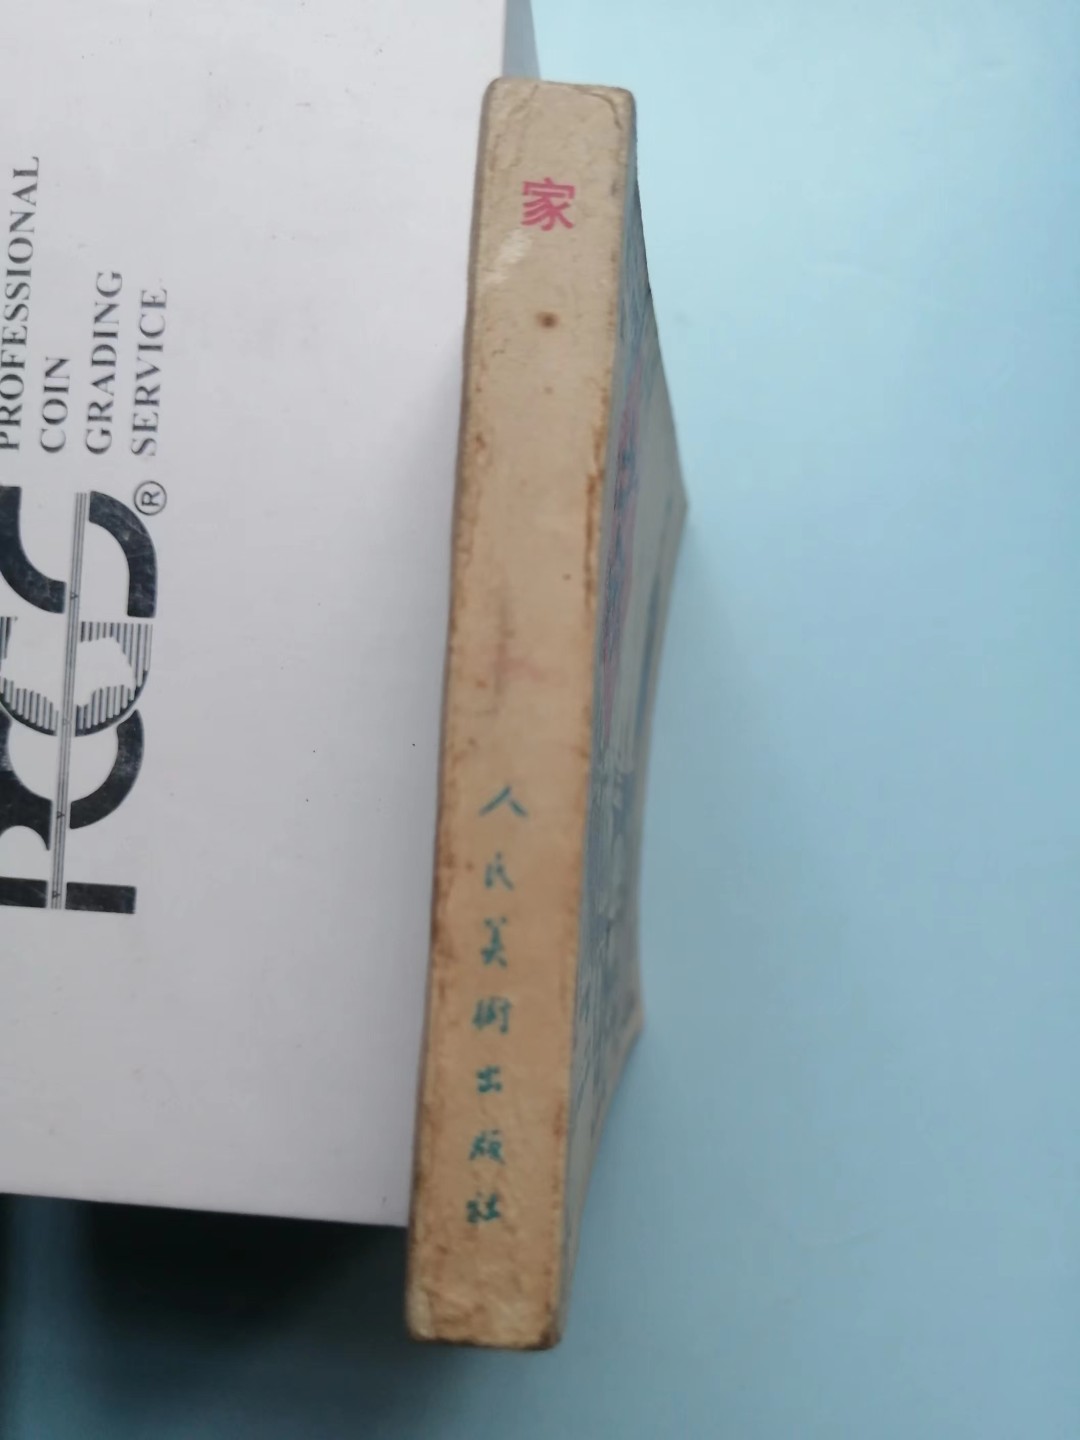 PROFESSIONAL
COIN
GRADING
SERVICE
®
PCGS
家
人民美術出版社